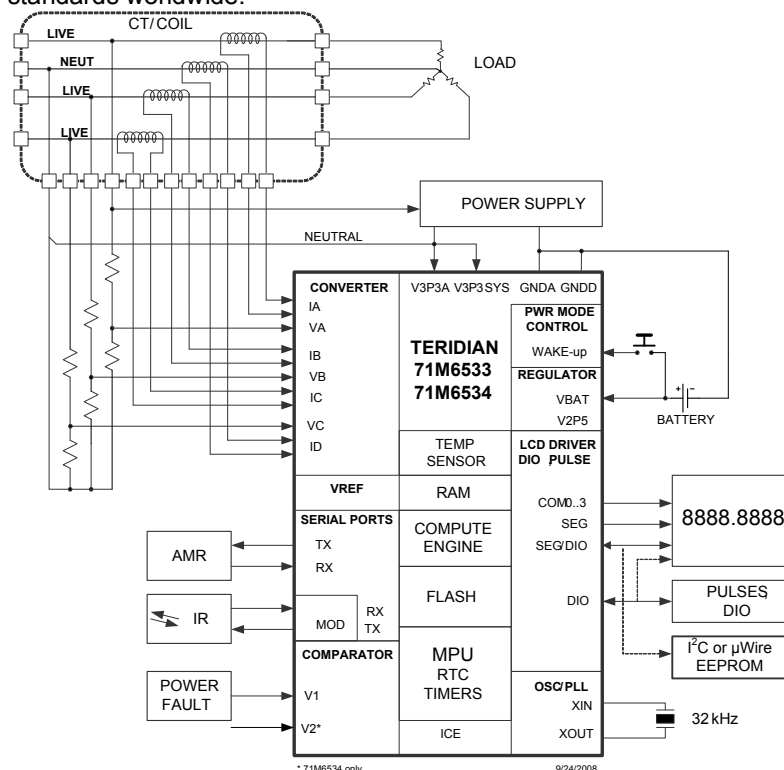 standards worldwide.
CT/COIL
LIVE
NEUT
LIVE
LIVE
LOAD
POWER SUPPLY
NEUTRAL
CONVERTER
IA
VA
IB
VB
IC
VC
ID
V3P3A V3P3SYS GNDA GNDD
TERIDIAN
71M6533
71M6534
PWR MODE
CONTROL
WAKE-up
REGULATOR
VBAT
V2P5
+ -
BATTERY
TEMP
SENSOR
LCD DRIVER
DIO, PULSE
COM0..3
SEG
SEG/DIO
DIO
8888.8888
PULSES,
DIO
I2C or µWire
EEPROM
VREF
RAM
SERIAL PORTS
TX
RX
COMPUTE
ENGINE
AMR
IR
MOD
RX
TX
FLASH
COMPARATOR
V1
V2*
POWER
FAULT
MPU
RTC
TIMERS
ICE
OSC/PLL
XIN
XOUT
32 kHz
* 71M6534 only
9/24/2008